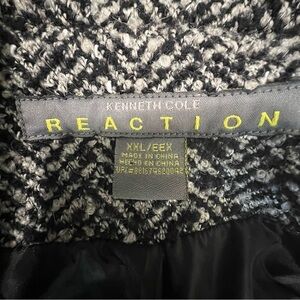 KENNETH COLE
REACTION
XXL/EEX
MADE IN CHINA
HECHO EN CHINA